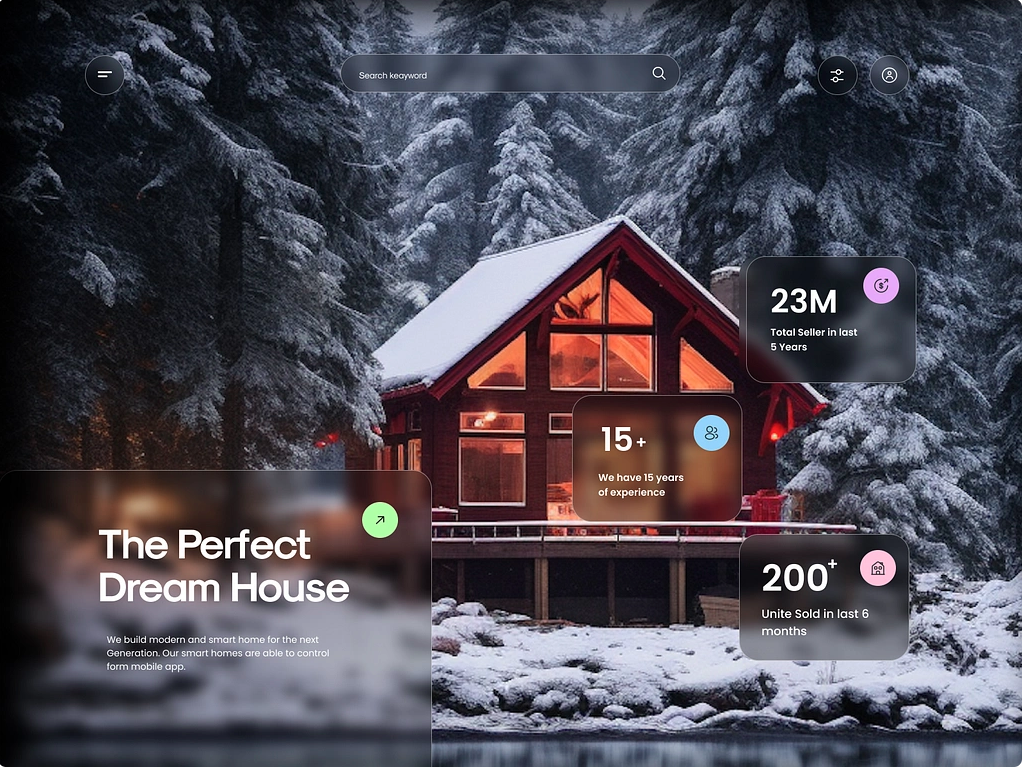 Search keayword
23M
Total Seller in last
5 Years
15+
We have 15 years
of experience
The Perfect
Dream House
We build modern and smart home for the next
Generation. Our smart homes are able to control
form mobile app.
200+
Unite Sold in last 6
months